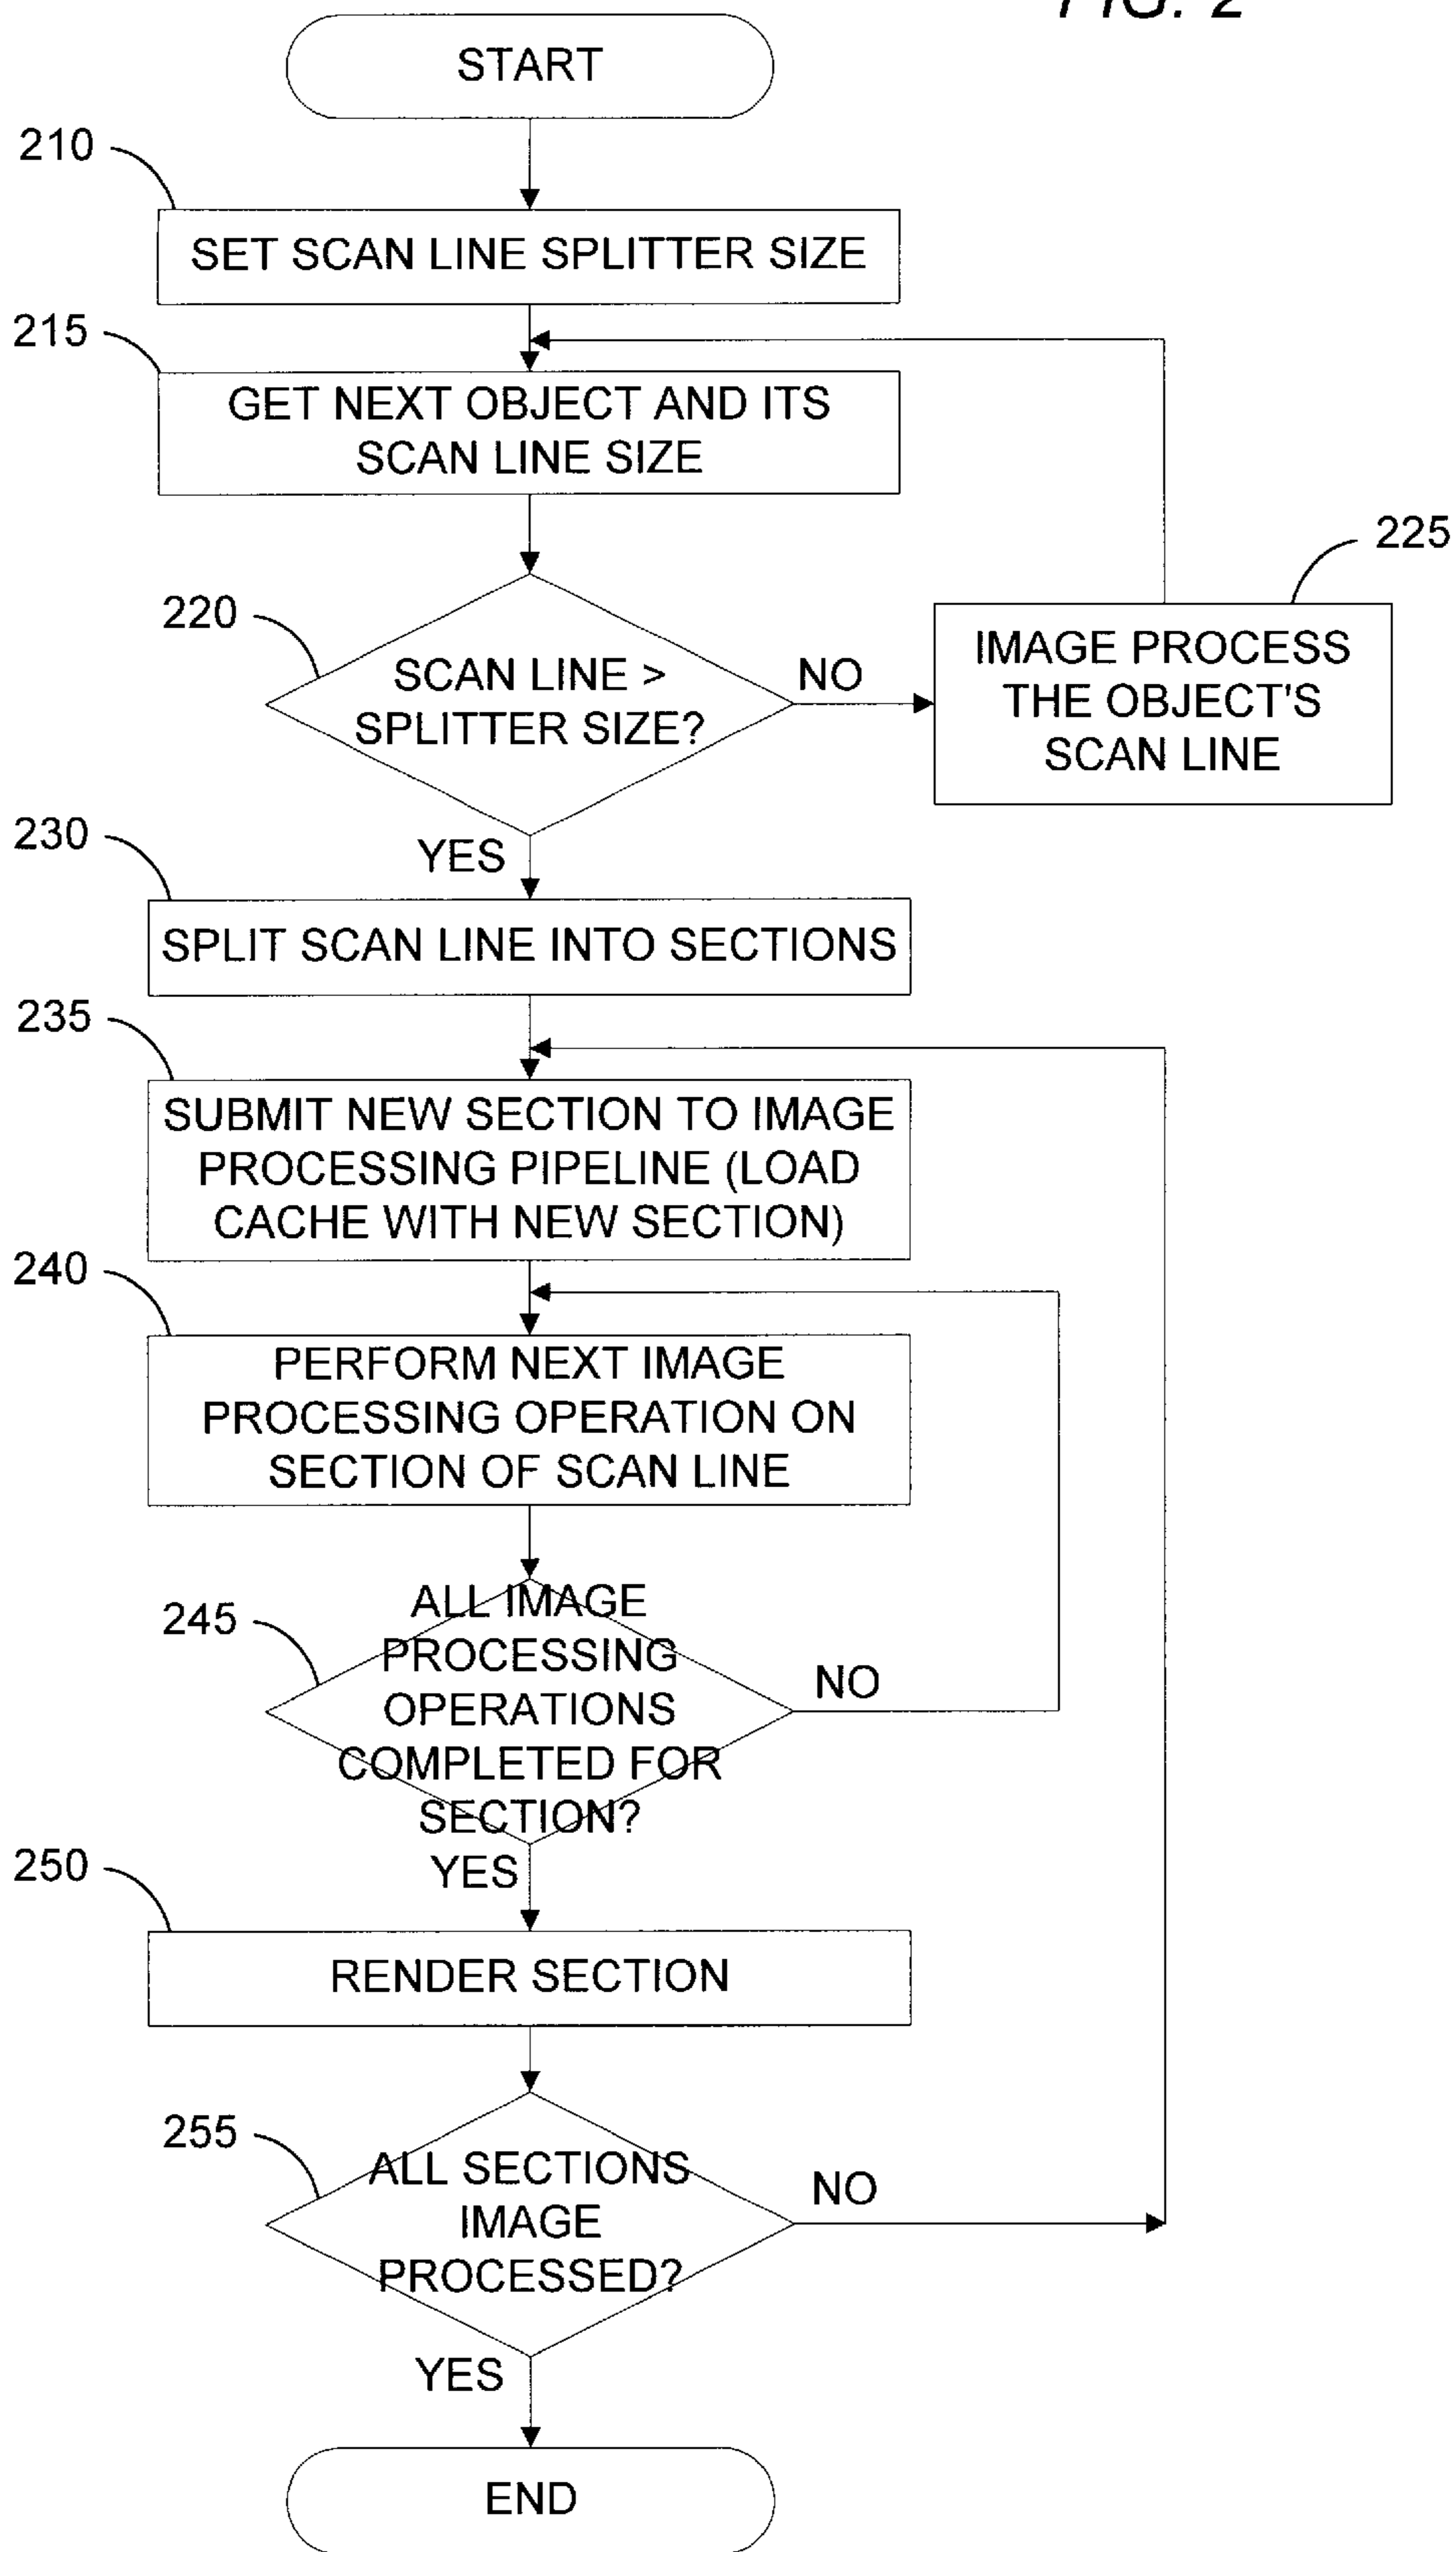 FIG. 2
START
210
SET SCAN LINE SPLITTER SIZE
215
GET NEXT OBJECT AND ITS
SCAN LINE SIZE
225
220
SCAN LINE >
SPLITTER SIZE?
NO
IMAGE PROCESS
THE OBJECT'S
SCAN LINE
YES
230
SPLIT SCAN LINE INTO SECTIONS
235
SUBMIT NEW SECTION TO IMAGE
PROCESSING PIPELINE (LOAD
CACHE WITH NEW SECTION)
240
PERFORM NEXT IMAGE
PROCESSING OPERATION ON
SECTION OF SCAN LINE
245
ALL IMAGE
PROCESSING
OPERATIONS
COMPLETED FOR
SECTION?
NO
YES
250
RENDER SECTION
255
ALL SECTIONS
IMAGE
PROCESSED?
NO
YES
END